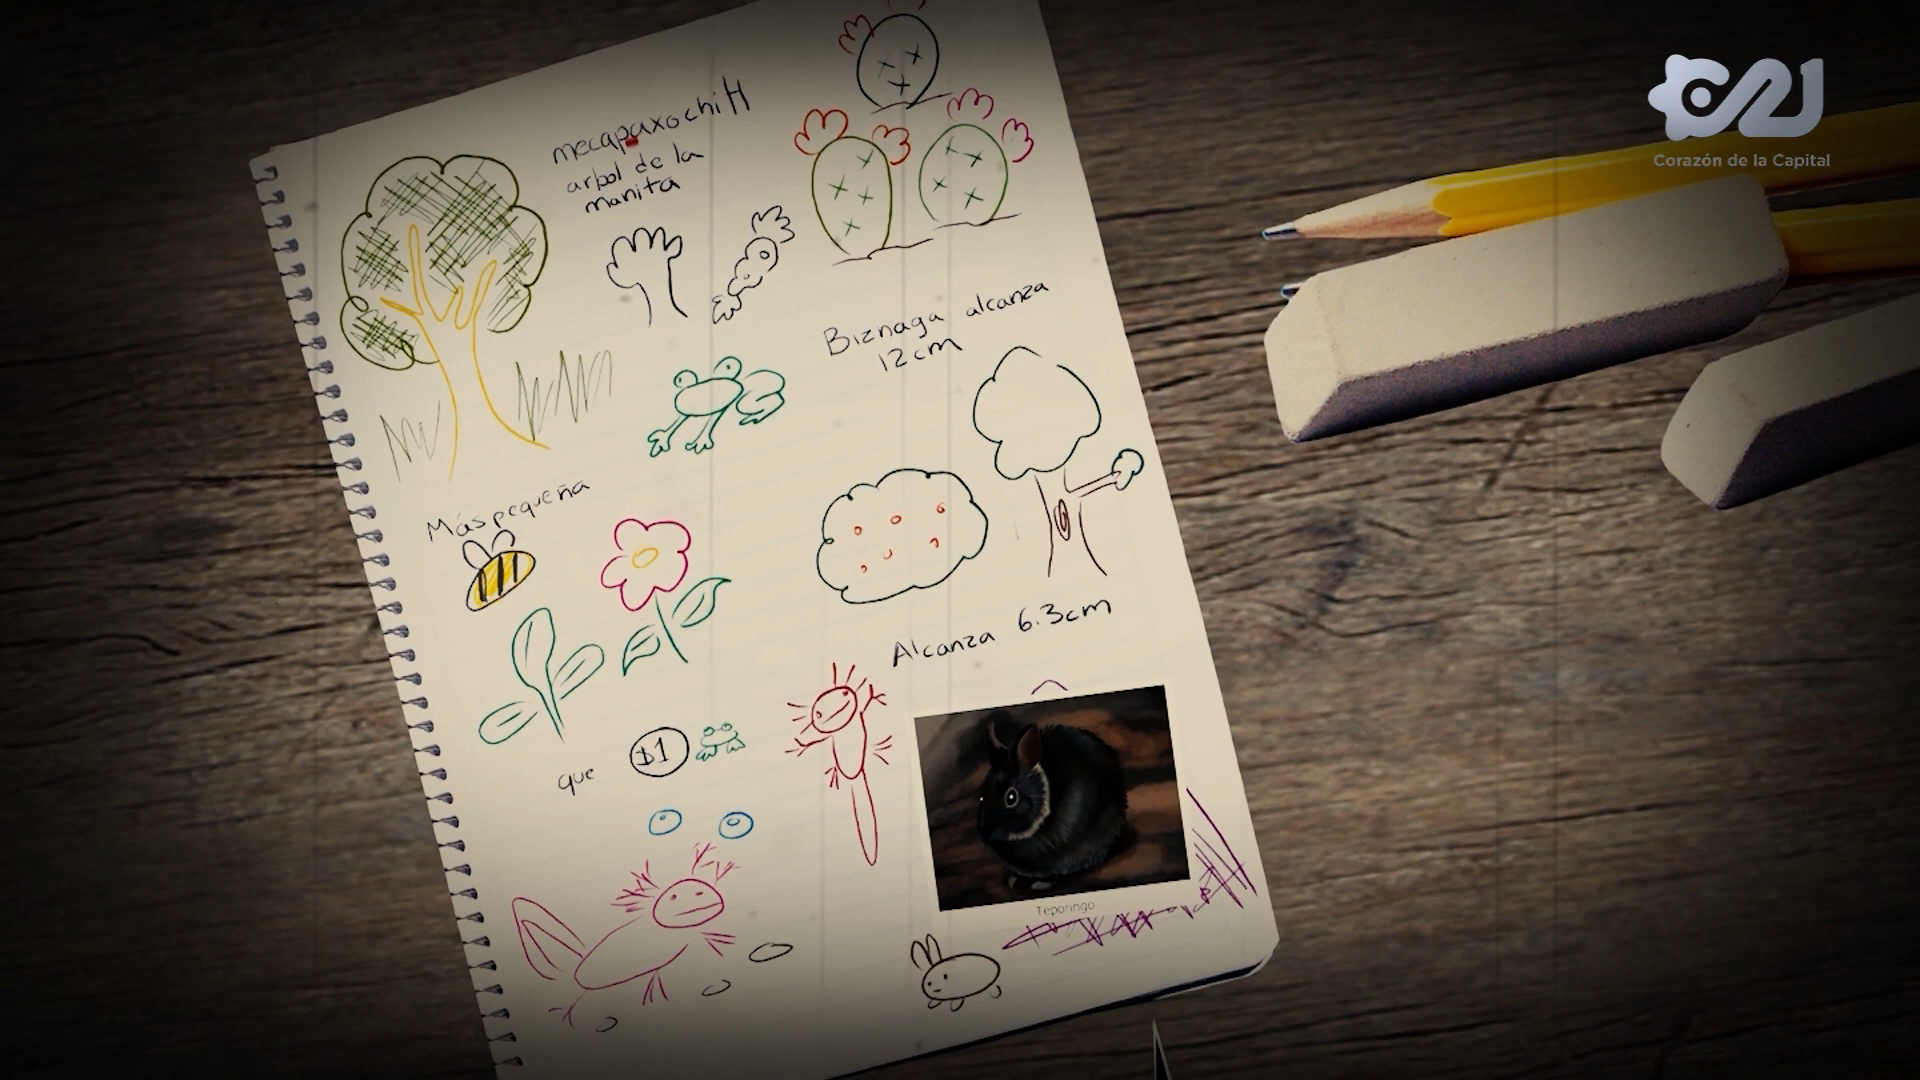 mecapaxochitl
arbol de la
manita
Biznaga alcanza
12cm
Más pequeña
Alcanza 6.3cm
que $1
Teporingo
Corazón de la Capital